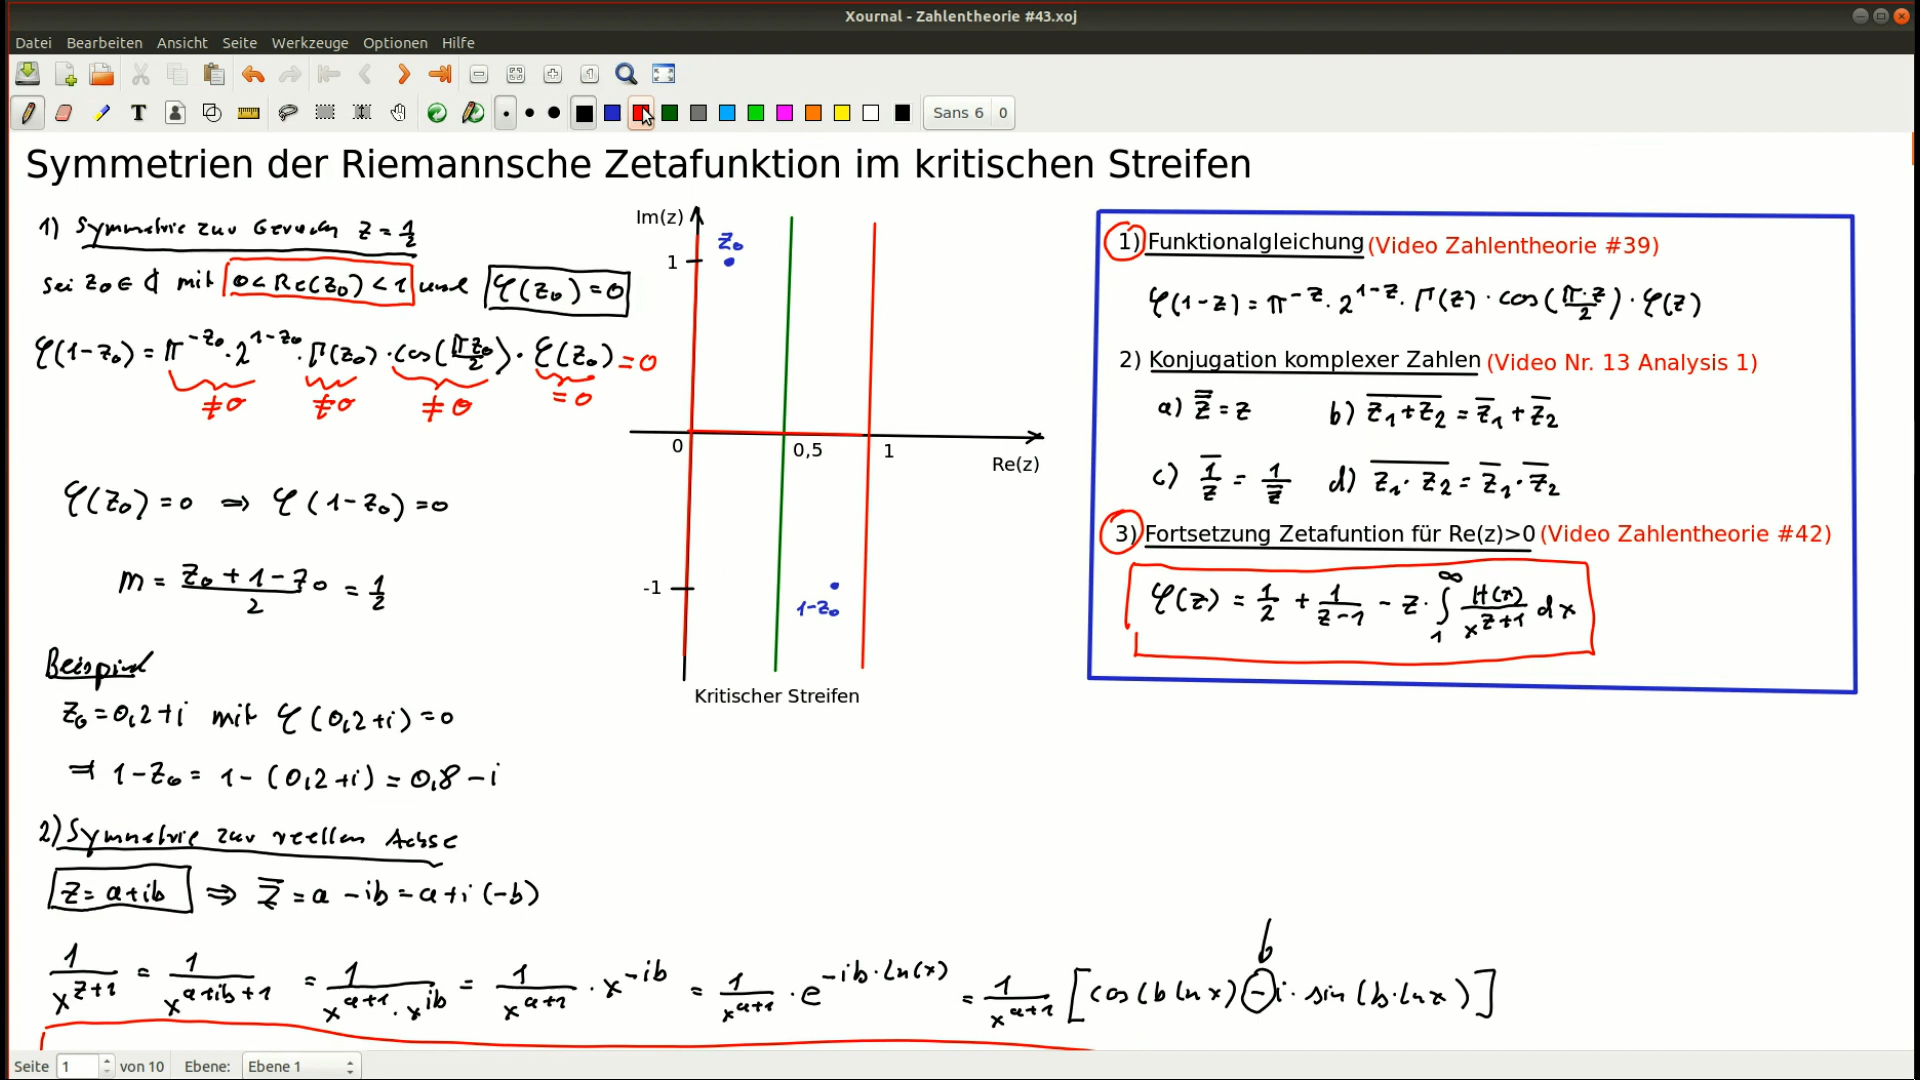 Xournal - Zahlentheorie #43.xoj
Datei Bearbeiten Ansicht Seite Werkzeuge Optionen Hilfe
Sans 6 0
Symmetrien der Riemannsche Zetafunktion im kritischen Streifen
1) Symmetrie zur Geraden z = 1/2
Sei z₀ ∈ ℂ mit 0 < Re(z₀) < 1 und ζ(z₀) = 0
ζ(1-z₀) = π^(-z₀) · 2^(1-z₀) · Γ(z₀) · cos(πz₀/2) · ζ(z₀) = 0
≠0 ≠0 ≠0 =0
ζ(z₀) = 0 ⇒ ζ(1-z₀) = 0
m = (z₀ + 1 - z₀)/2 = 1/2
Beispiel
z₀ = 0,2+i mit ζ(0,2+i) = 0
⇒ 1-z₀ = 1-(0,2+i) = 0,8-i
2) Symmetrie zur reellen Achse
z = a+ib ⇒ z̅ = a - ib = a + i(-b)
1/x^(z+1) = 1/x^(a+ib+1) = 1/(x^(a+1) · x^(ib)) = 1/x^(a+1) · x^(-ib) = 1/x^(a+1) · e^(-ib·ln(x)) = 1/x^(a+1) [cos(b ln x) - i · sin(b·ln x)]
b
Im(z)
z₀
1
0 0,5 1
Re(z)
-1
1-z₀
Kritischer Streifen
1) Funktionalgleichung (Video Zahlentheorie #39)
ζ(1-z) = π^(-z) · 2^(1-z) · Γ(z) · cos(π·z/2) · ζ(z)
2) Konjugation komplexer Zahlen (Video Nr. 13 Analysis 1)
a) z̿ = z b) \overline{z₁+z₂} = z̅₁ + z̅₂
c) \overline{1/z} = 1/z̅ d) \overline{z₁·z₂} = z̅₁ · z̅₂
3) Fortsetzung Zetafuntion für Re(z)>0 (Video Zahlentheorie #42)
ζ(z) = 1/2 + 1/(z-1) - z · ∫₁^∞ H(x)/x^(z+1) dx
Seite 1 von 10 Ebene: Ebene 1